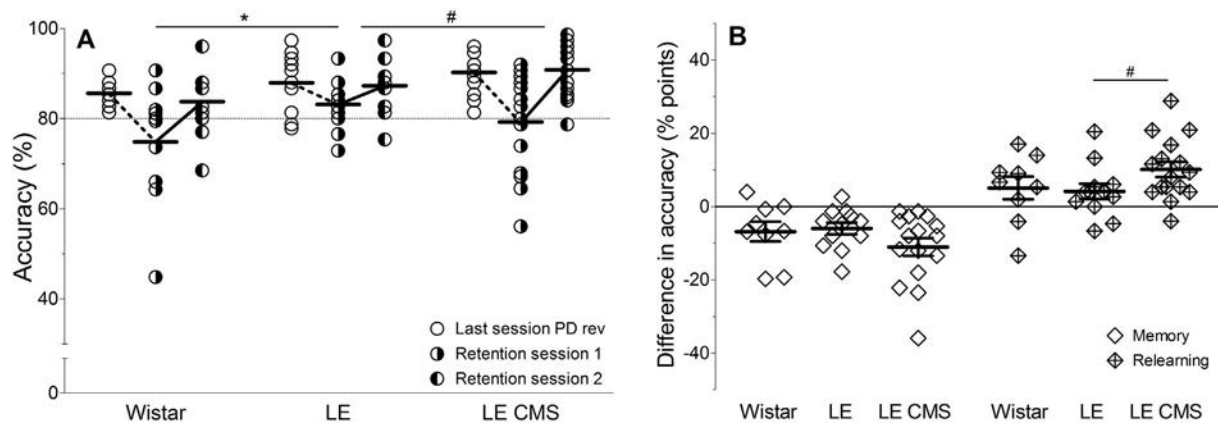 A
*
#
100
80
80
40
0
Accuracy (%)
Last session PD rev
Retention session 1
Retention session 2
Wistar
LE
LE CMS
B
#
40
20
0
-20
-40
Difference in accuracy (% points)
Memory
Relearning
Wistar
LE
LE CMS
Wistar
LE
LE CMS